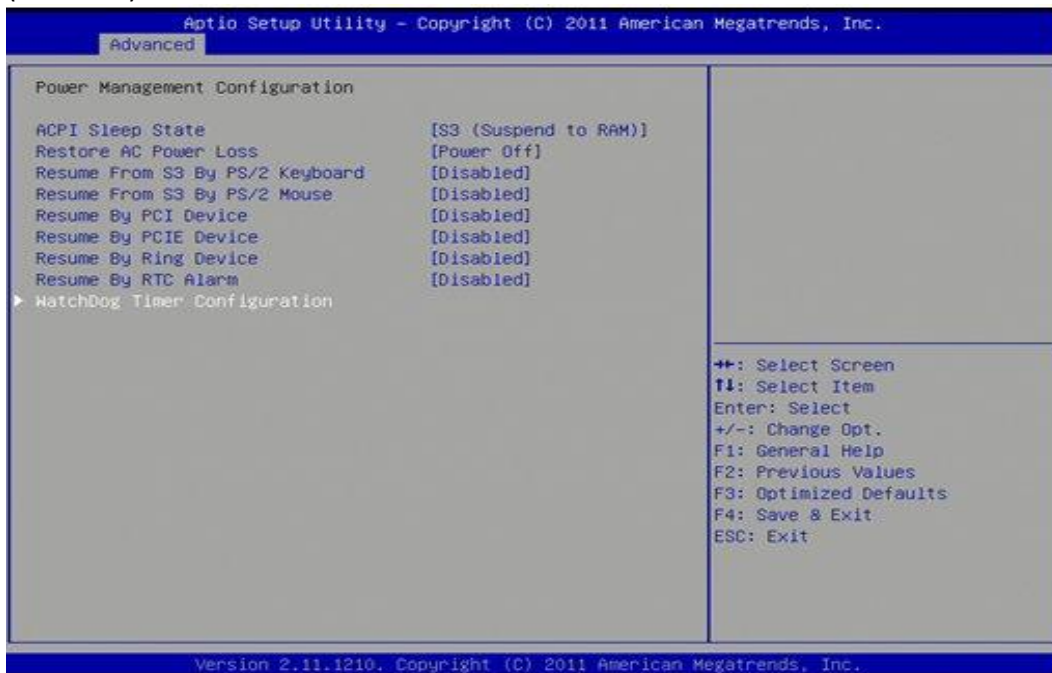 Aptio Setup Utility – Copyright (C) 2011 American Megatrends, Inc.
Advanced
Power Management Configuration
ACPI Sleep State [S3 (Suspend to RAM)]
Restore AC Power Loss [Power Off]
Resume From S3 By PS/2 Keyboard [Disabled]
Resume From S3 By PS/2 Mouse [Disabled]
Resume By PCI Device [Disabled]
Resume By PCIE Device [Disabled]
Resume By Ring Device [Disabled]
Resume By RTC Alarm [Disabled]
▶ WatchDog Timer Configuration
→←: Select Screen
↑↓: Select Item
Enter: Select
+/-: Change Opt.
F1: General Help
F2: Previous Values
F3: Optimized Defaults
F4: Save & Exit
ESC: Exit
Version 2.11.1210. Copyright (C) 2011 American Megatrends, Inc.